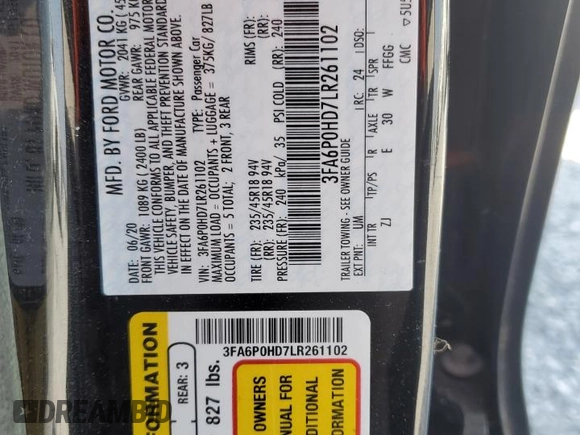 MFD. BY FORD MOTOR CO.
GVWR: 2041 KG
06/20
FRONT GAWR: 1089 KG (2400 LB) REAR GAWR: 975 K
THIS VEHICLE CONFORMS TO ALL APPLICABLE FEDERAL MOTOR
VEHICLE SAFETY, BUMPER, AND THEFT PREVENTION STANDARDS
IN EFFECT ON THE DATE OF MANUFACTURE SHOWN ABOVE.
VIN: 3FA6P0HD7LR261102 TYPE: Passenger Car
MAXIMUM LOAD = OCCUPANTS + LUGGAGE = 375KG/ 827LB
OCCUPANTS = 5 TOTAL; 2 FRONT, 3 REAR
TIRE (FR): 235/45R18 94V RIMS (FR):
TIRE (RR): 235/45R18 94V RIMS (RR):
PRESSURE (FR): 240 kPa/ 35 PSI COLD (RR): 240
3FA6P0HD7LR261102
TRAILER TOWING - SEE OWNER GUIDE
EXT PNT: UM RC: 24 DSO:
INT TR TP/PS R AXLE TR SPR
ZJ E 30 W FFGG
CMC
5U5
3FA6P0HD7LR261102
FORMATION
REAR: 3
827 lbs.
OWNERS
NUAL FOR
DITIONAL
ORMATION
DREAMBID